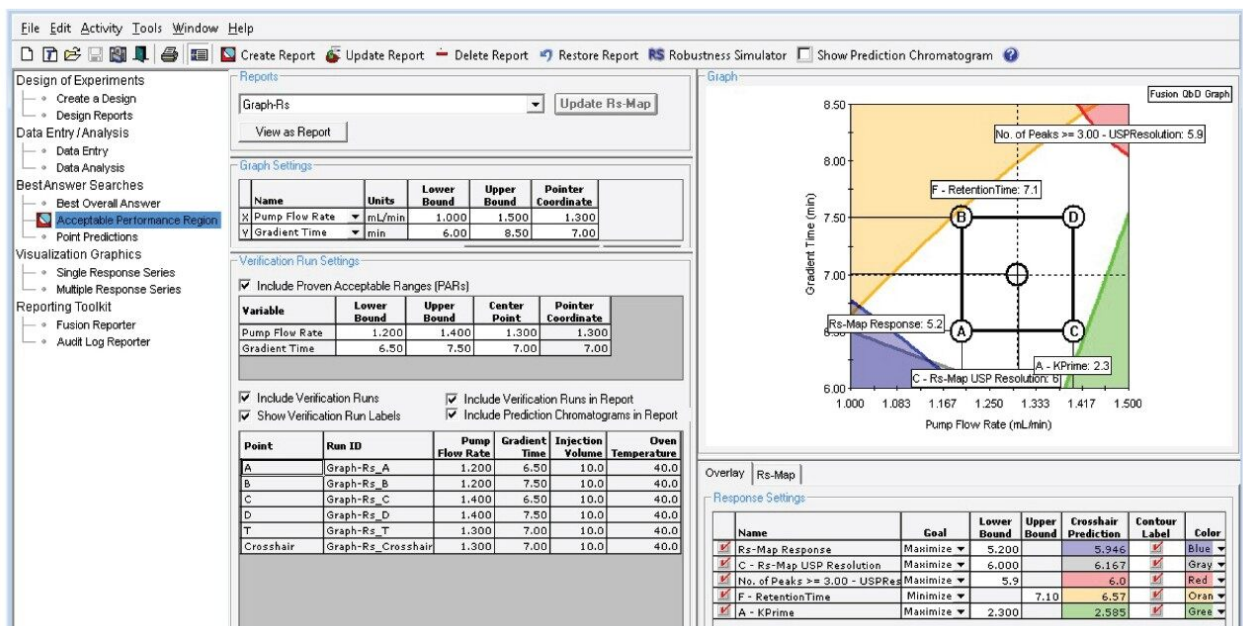 File Edit Activity Tools Window Help
Create Report Update Report Delete Report Restore Report RS Robustness Simulator Show Prediction Chromatogram
Design of Experiments
Create a Design
Design Reports
Data Entry / Analysis
Data Entry
Data Analysis
BestAnswer Searches
Best Overall Answer
Acceptable Performance Region
Point Predictions
Visualization Graphics
Single Response Series
Multiple Response Series
Reporting Toolkit
Fusion Reporter
Audit Log Reporter
Reports
Graph-Rs Update Rs-Map
View as Report
Graph Settings
Name Units Lower Bound Upper Bound Pointer Coordinate
X Pump Flow Rate mL/min 1.000 1.500 1.300
Y Gradient Time min 6.00 8.50 7.00
Verification Run Settings
Include Proven Acceptable Ranges (PARs)
Variable Lower Bound Upper Bound Center Point Pointer Coordinate
Pump Flow Rate 1.200 1.400 1.300 1.300
Gradient Time 6.50 7.50 7.00 7.00
Include Verification Runs Include Verification Runs in Report
Show Verification Run Labels Include Prediction Chromatograms in Report
Point Run ID Pump Flow Rate Gradient Time Injection Volume Oven Temperature
A Graph-Rs_A 1.200 6.50 10.0 40.0
B Graph-Rs_B 1.200 7.50 10.0 40.0
C Graph-Rs_C 1.400 6.50 10.0 40.0
D Graph-Rs_D 1.400 7.50 10.0 40.0
T Graph-Rs_T 1.300 7.00 10.0 40.0
Crosshair Graph-Rs_Crosshair 1.300 7.00 10.0 40.0
Graph
Fusion QbD Graph
8.50
No. of Peaks >= 3.00 - USPResolution: 5.9
8.00
F - RetentionTime: 7.1
7.50 B D
Gradient Time (min)
7.00
Rs-Map Response: 5.2
6.50 A C
A - KPrime: 2.3
C - Rs-Map USP Resolution: 6
6.00
1.000 1.083 1.167 1.250 1.333 1.417 1.500
Pump Flow Rate (mL/min)
Overlay Rs-Map
Response Settings
Name Goal Lower Bound Upper Bound Crosshair Prediction Contour Label Color
Rs-Map Response Maximize 5.200 5.946 Blue
C - Rs-Map USP Resolution Maximize 6.000 6.167 Gray
No. of Peaks >= 3.00 - USPRes Maximize 5.9 6.0 Red
F - RetentionTime Minimize 7.10 6.57 Oran
A - KPrime Maximize 2.300 2.585 Gree